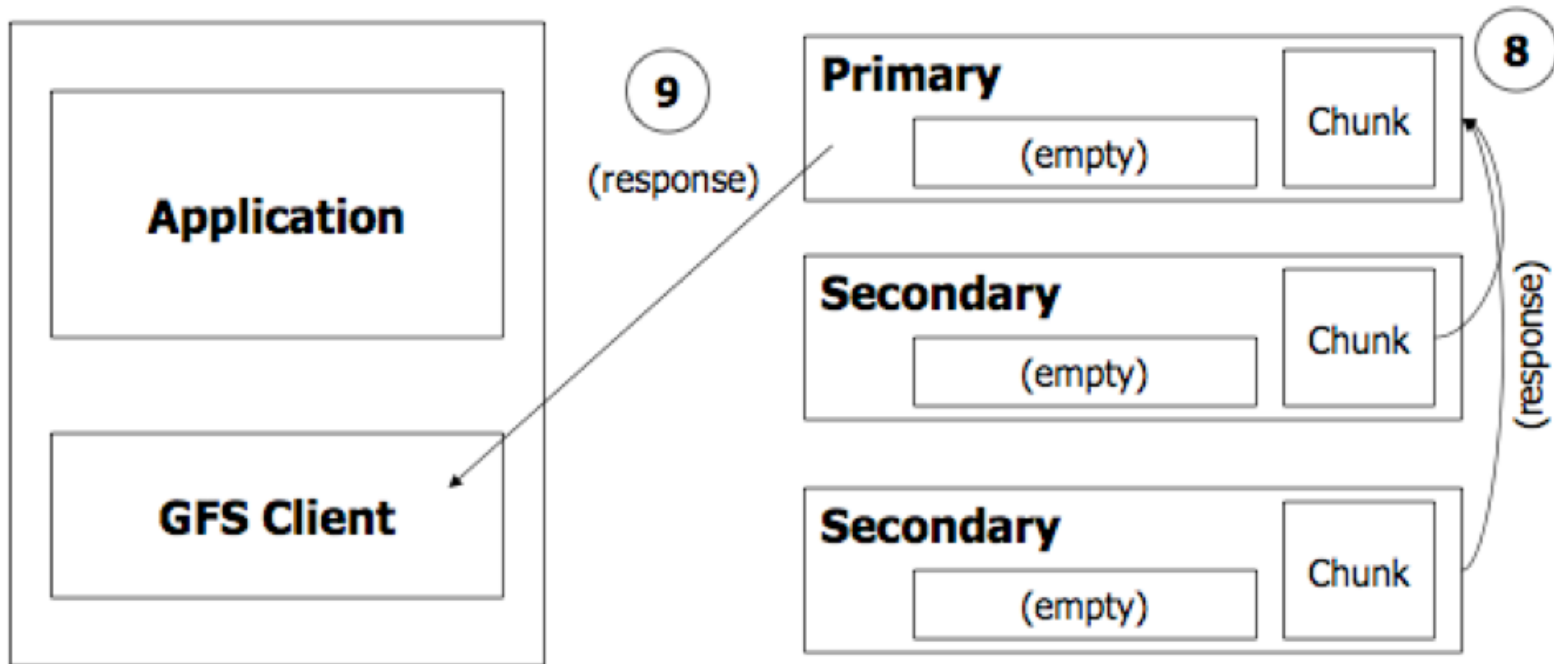 Application
GFS Client
9
(response)
8
Primary
(empty)
Chunk
Secondary
(empty)
Chunk
Secondary
(empty)
Chunk
(response)